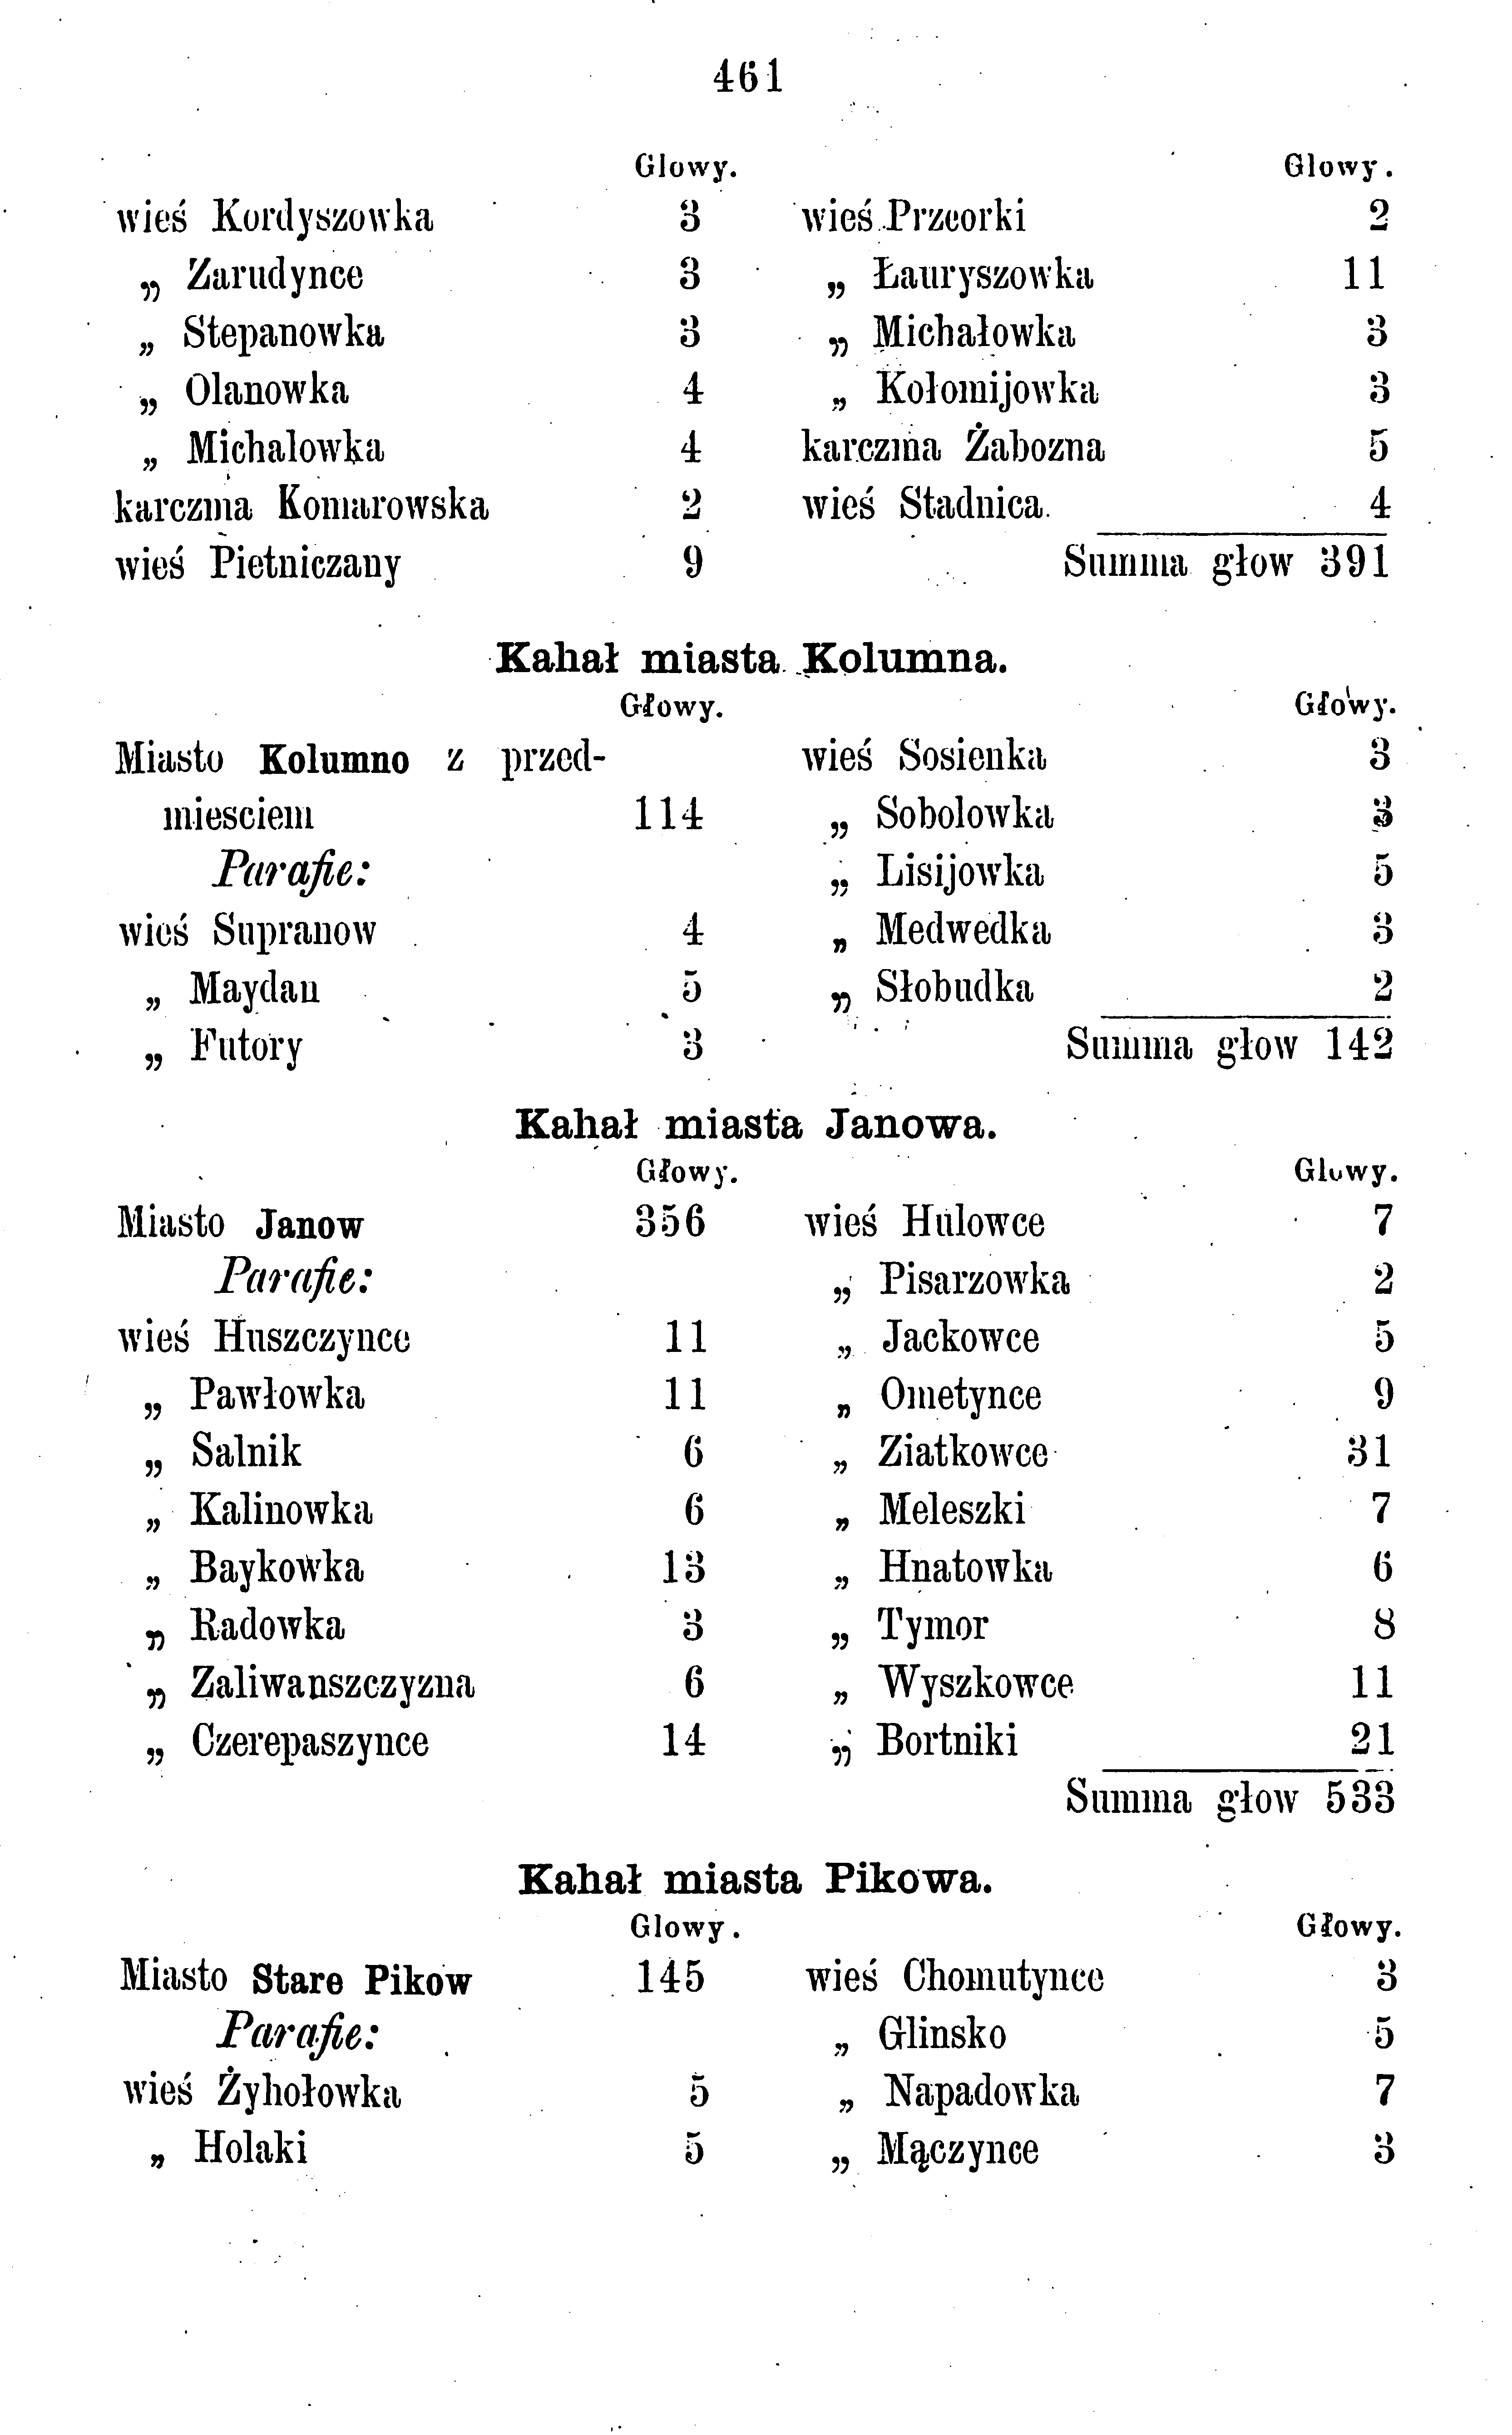 461
Glowy. Glowy.
wieś Kordyszowka 3 wieś Przeorki 2
„ Zarudynce 3 „ Łauryszowka 11
„ Stepanowka 3 „ Michałowka 3
„ Olanowka 4 „ Kołomijowka 3
„ Michalowka 4 karczma Żabozna 5
karczma Komarowska 2 wieś Stadnica 4
wieś Pietniczany 9 Summa głow 391
Kahał miasta Kolumna.
Głowy. Głowy.
Miasto Kolumno z przed- wieś Sosienka 3
miesciem 114 „ Sobolowka 3
Parafie: „ Lisijowka 5
wieś Supranow 4 „ Medwedka 3
„ Maydan 5 „ Słobudka 2
„ Futory 3 Summa głow 142
Kahał miasta Janowa.
Głowy. Glowy.
Miasto Janow 356 wieś Hulowce 7
Parafie: „ Pisarzowka 2
wieś Huszczynce 11 „ Jackowce 5
„ Pawłowka 11 „ Ometynce 9
„ Salnik 6 „ Ziatkowce 31
„ Kalinowka 6 „ Meleszki 7
„ Baykowka 13 „ Hnatowka 6
„ Radowka 3 „ Tymor 8
„ Zaliwanszczyzna 6 „ Wyszkowce 11
„ Czerepaszynce 14 „ Bortniki 21
Summa głow 533
Kahał miasta Pikowa.
Glowy. Głowy.
Miasto Stare Pikow 145 wieś Chomutynce 3
Parafie: „ Glinsko 5
wieś Żyhołowka 5 „ Napadowka 7
„ Holaki 5 „ Mączynce 3